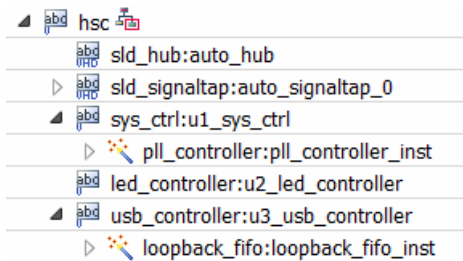 hsc
sld_hub:auto_hub
sld_signaltap:auto_signaltap_0
sys_ctrl:u1_sys_ctrl
pll_controller:pll_controller_inst
led_controller:u2_led_controller
usb_controller:u3_usb_controller
loopback_fifo:loopback_fifo_inst